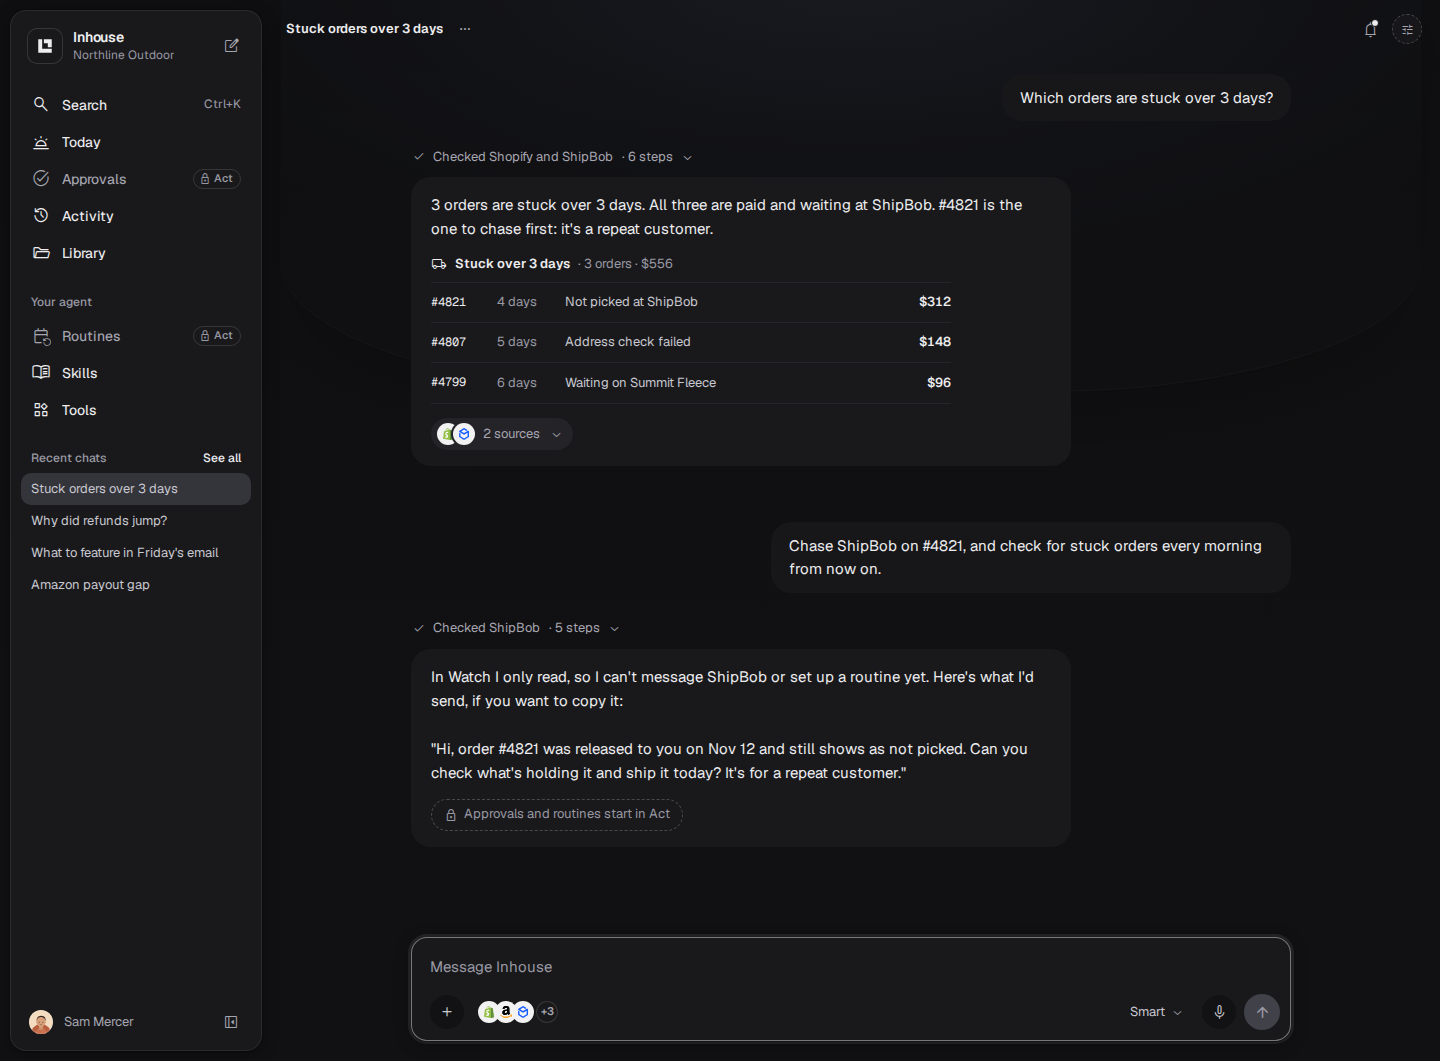 Inhouse
Northline Outdoor
Search Ctrl+K
Today
Approvals Act
Activity
Library
Your agent
Routines Act
Skills
Tools
Recent chats See all
Stuck orders over 3 days
Why did refunds jump?
What to feature in Friday's email
Amazon payout gap
Sam Mercer
Stuck orders over 3 days ···
Which orders are stuck over 3 days?
Checked Shopify and ShipBob · 6 steps
3 orders are stuck over 3 days. All three are paid and waiting at ShipBob. #4821 is the
one to chase first: it's a repeat customer.
Stuck over 3 days · 3 orders · $556
#4821 4 days Not picked at ShipBob $312
#4807 5 days Address check failed $148
#4799 6 days Waiting on Summit Fleece $96
2 sources
Chase ShipBob on #4821, and check for stuck orders every morning
from now on.
Checked ShipBob · 5 steps
In Watch I only read, so I can't message ShipBob or set up a routine yet. Here's what I'd
send, if you want to copy it:
"Hi, order #4821 was released to you on Nov 12 and still shows as not picked. Can you
check what's holding it and ship it today? It's for a repeat customer."
Approvals and routines start in Act
Message Inhouse
+ a +3 Smart